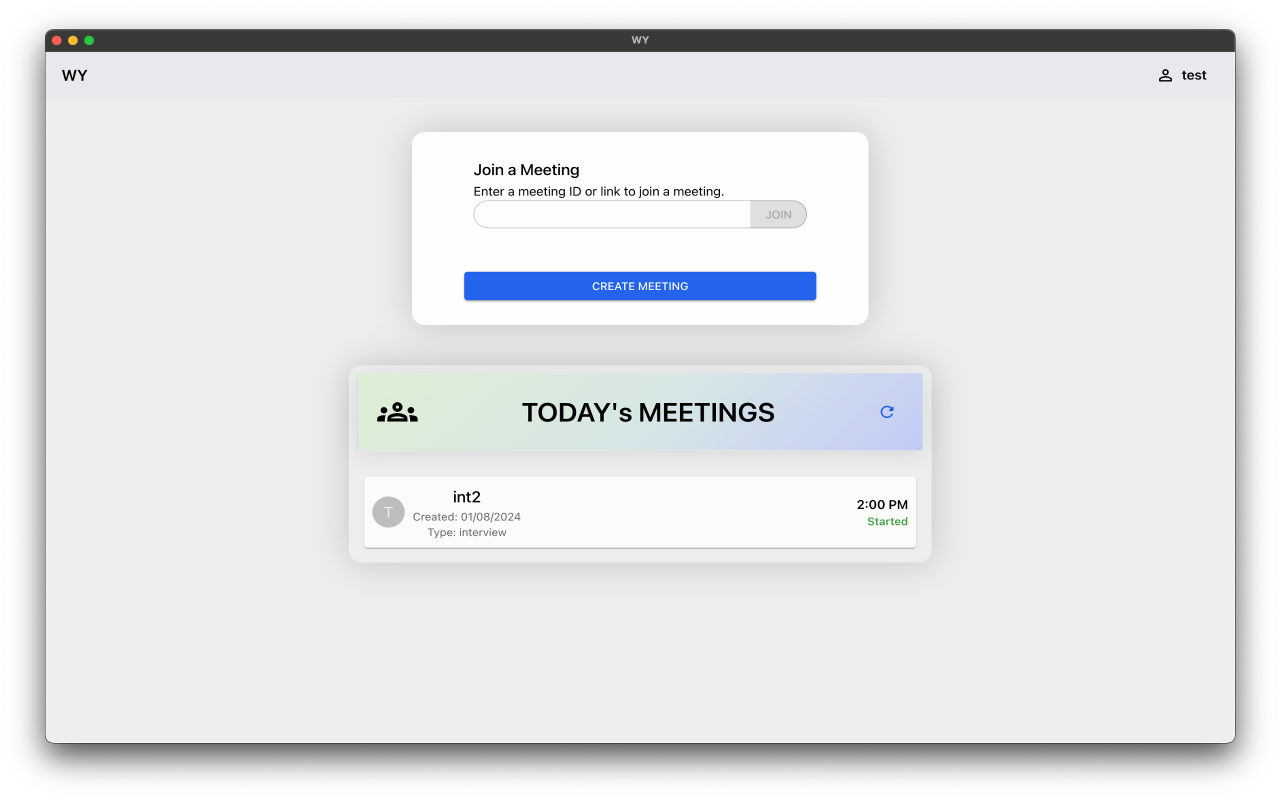 WY
WY
test
Join a Meeting
Enter a meeting ID or link to join a meeting.
JOIN
CREATE MEETING
TODAY's MEETINGS
T
int2
Created: 01/08/2024
Type: interview
2:00 PM
Started